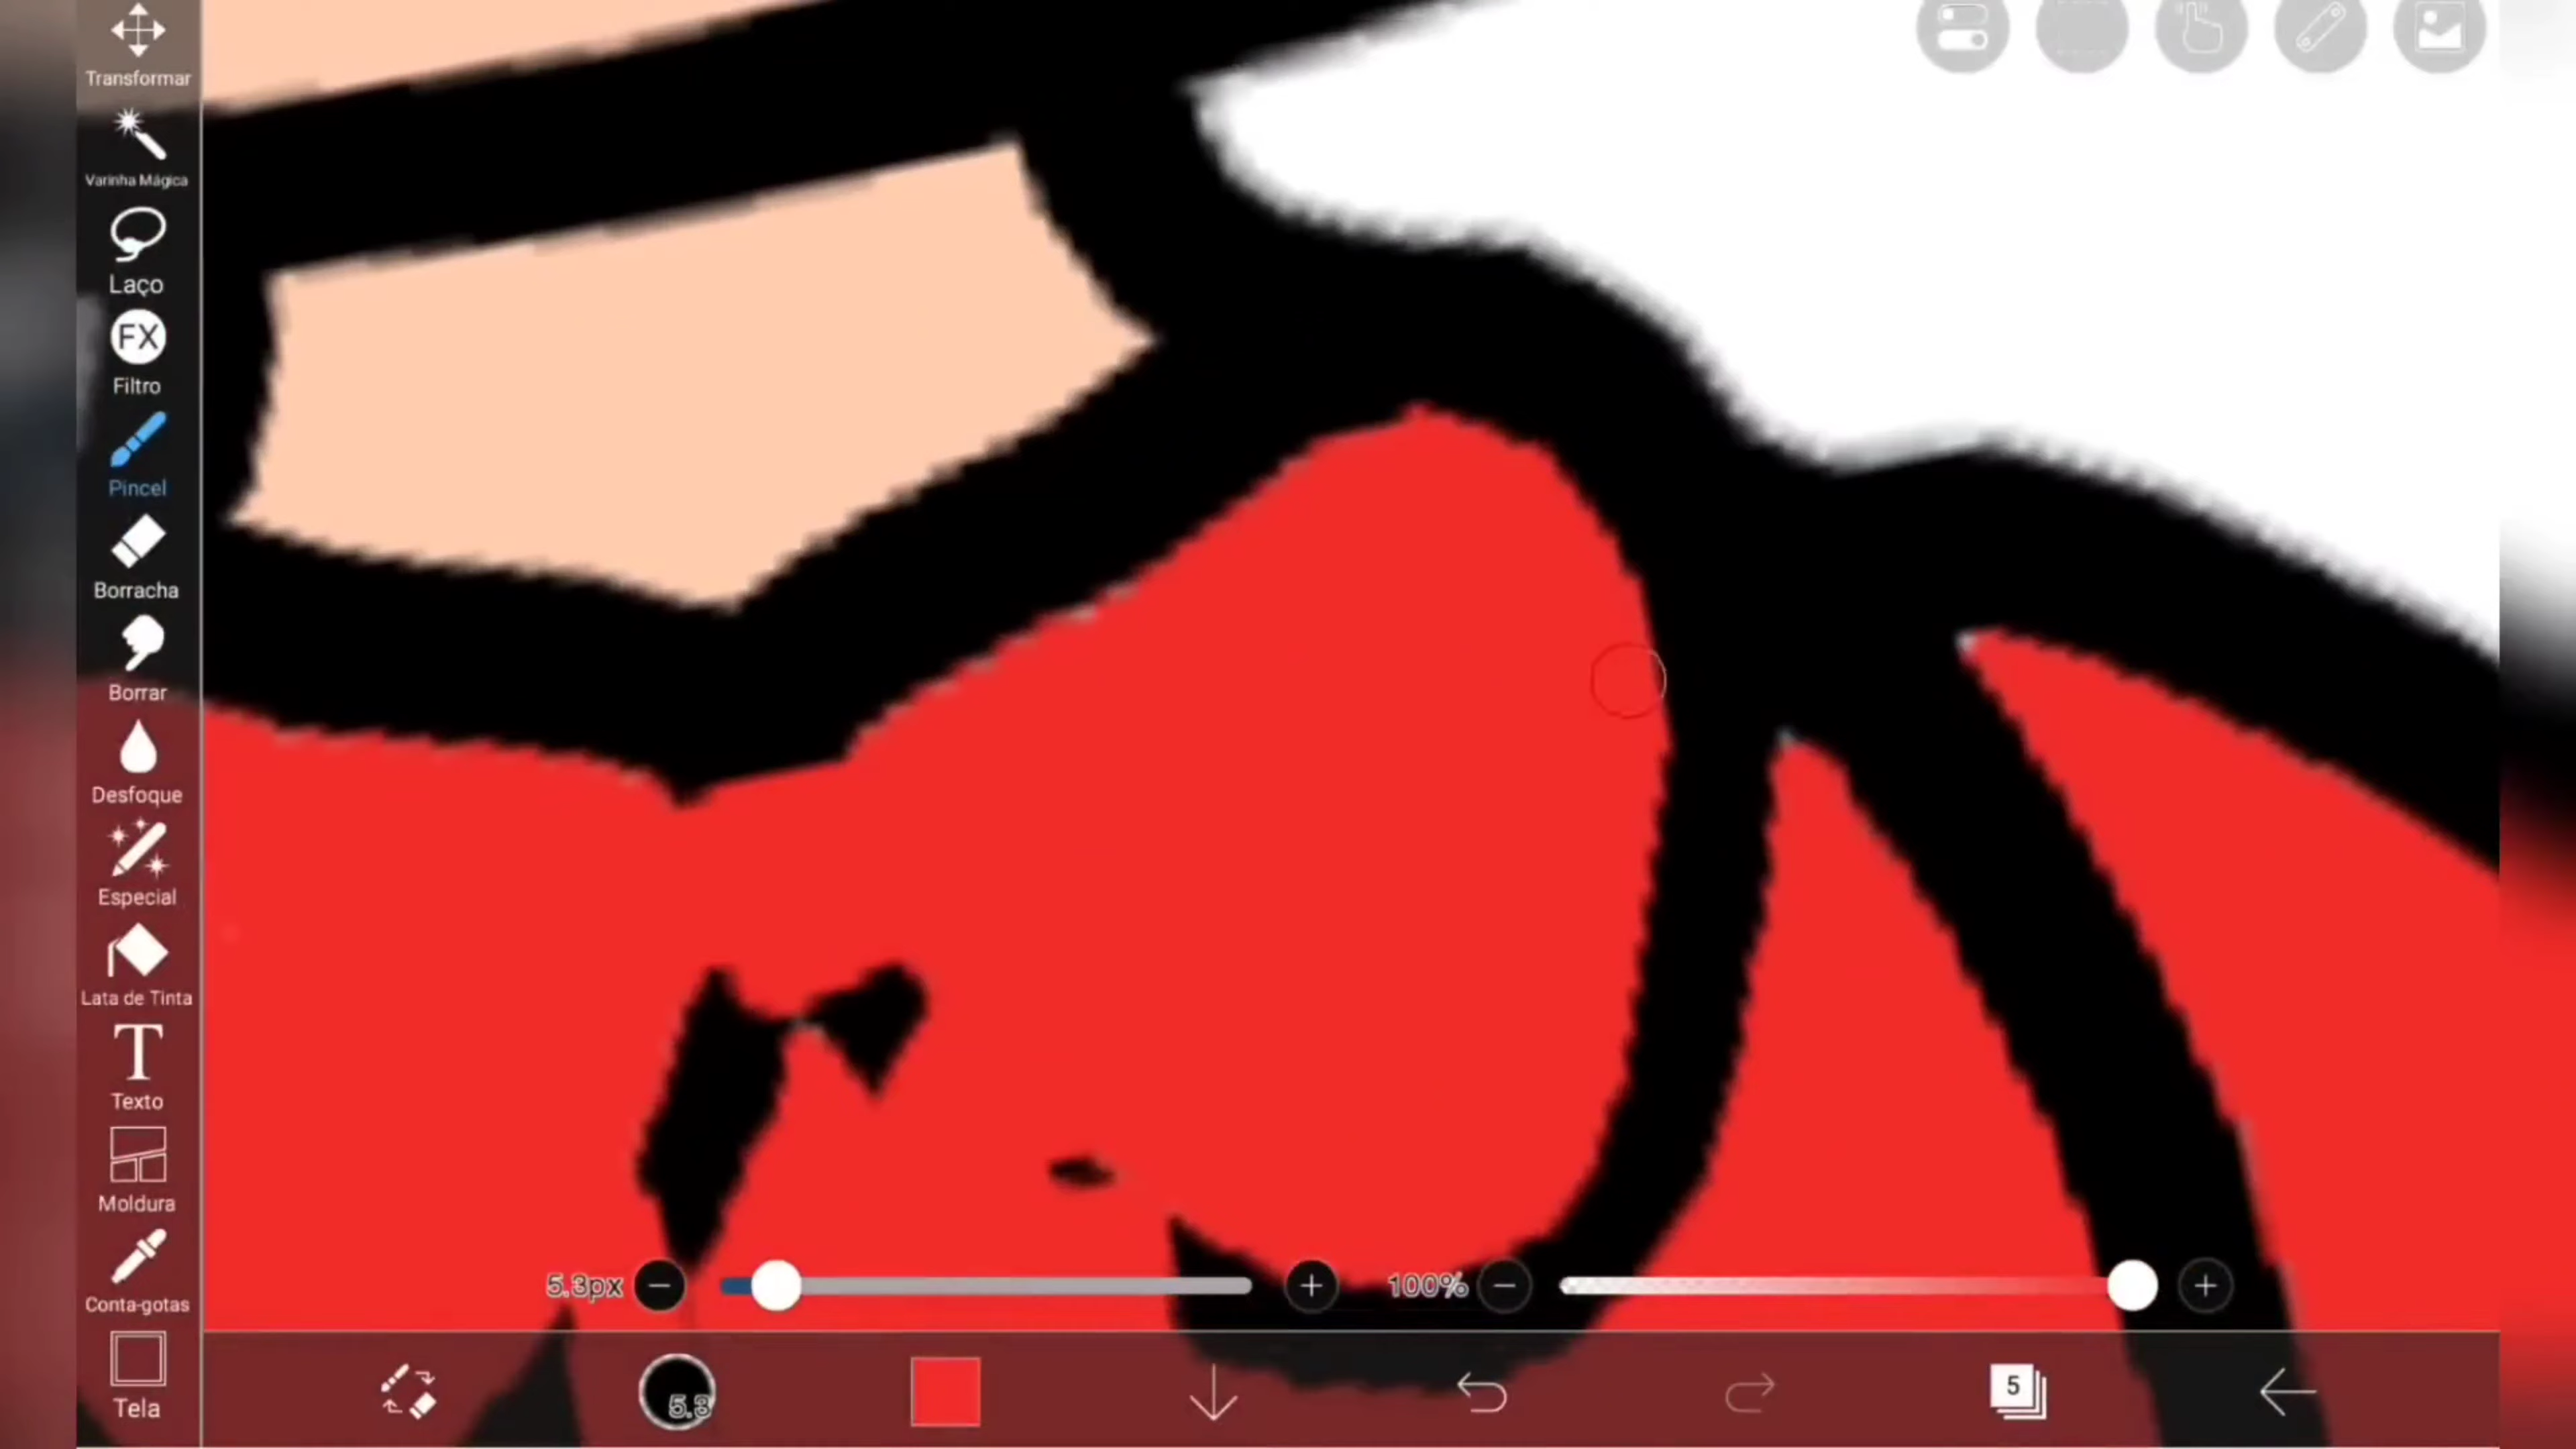 Transformar
Varinha Mágica
Laço
FX
Filtro
Pincel
Borracha
Borrar
Desfoque
Especial
Lata de Tinta
T
Texto
Moldura
Conta-gotas
Tela
5.3px
100%
5.3
5